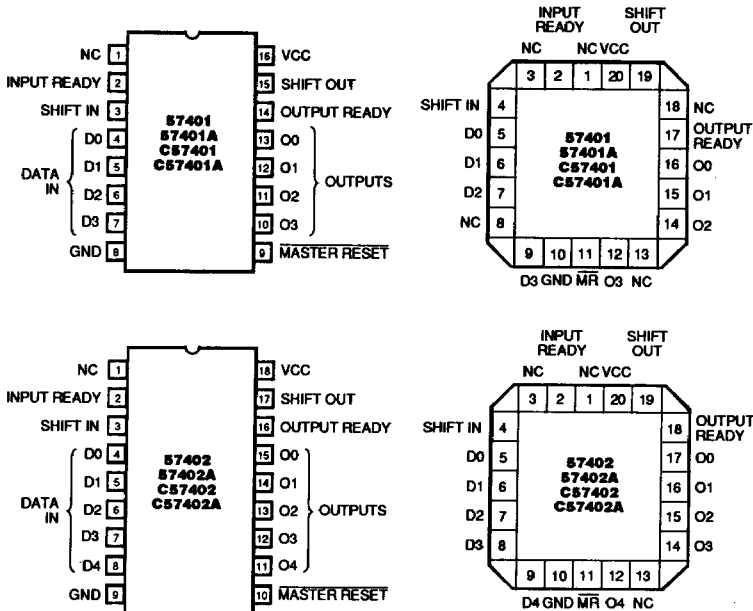 NC 1 16 VCC
INPUT READY 2 15 SHIFT OUT
SHIFT IN 3 14 OUTPUT READY
D0 4 13 O0
D1 5 12 O1
D2 6 11 O2
D3 7 10 O3
GND 8 9 MASTER RESET
DATA IN
OUTPUTS
57401
57401A
C57401
C57401A
INPUT READY
SHIFT OUT
NC NC VCC
3 2 1 20 19
SHIFT IN 4 18 NC
D0 5 17 OUTPUT READY
D1 6 16 O0
D2 7 15 O1
NC 8 14 O2
57401
57401A
C57401
C57401A
9 10 11 12 13
D3 GND MR O3 NC
NC 1 18 VCC
INPUT READY 2 17 SHIFT OUT
SHIFT IN 3 16 OUTPUT READY
D0 4 15 O0
D1 5 14 O1
D2 6 13 O2
D3 7 12 O3
D4 8 11 O4
GND 9 10 MASTER RESET
DATA IN
OUTPUTS
57402
57402A
C57402
C57402A
INPUT READY
SHIFT OUT
NC NC VCC
3 2 1 20 19
SHIFT IN 4 18 OUTPUT READY
D0 5 17 O0
D1 6 16 O1
D2 7 15 O2
D3 8 14 O3
57402
57402A
C57402
C57402A
9 10 11 12 13
D4 GND MR O4 NC